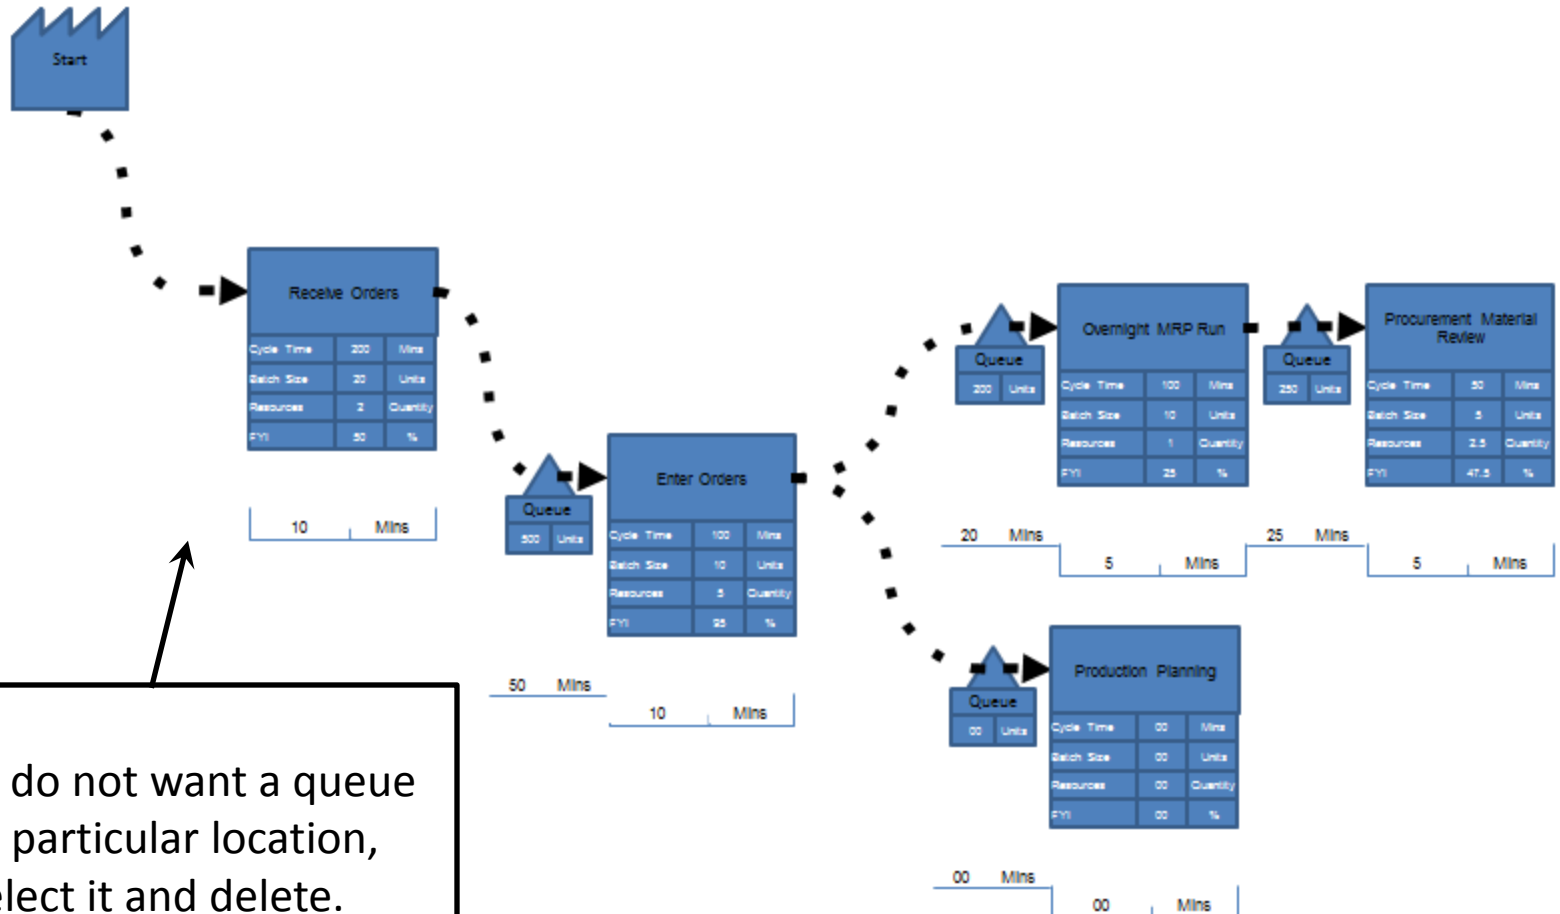 Start
Receive Orders
Cycle Time 200 Mins
Batch Size 20 Units
Resources 2 Quantity
FYI 50 %
10 Mins
Queue
500 Units
Enter Orders
Cycle Time 100 Mins
Batch Size 10 Units
Resources 5 Quantity
FYI 95 %
50 Mins
10 Mins
Queue
200 Units
Overnight MRP Run
Cycle Time 100 Mins
Batch Size 10 Units
Resources 1 Quantity
FYI 25 %
20 Mins
5 Mins
Queue
250 Units
Procurement Material
Review
Cycle Time 50 Mins
Batch Size 5 Units
Resources 2.5 Quantity
FYI 47.5 %
25 Mins
5 Mins
Queue
00 Units
Production Planning
Cycle Time 00 Mins
Batch Size 00 Units
Resources 00 Quantity
FYI 00 %
00 Mins
00 Mins
do not want a queue
particular location,
elect it and delete.